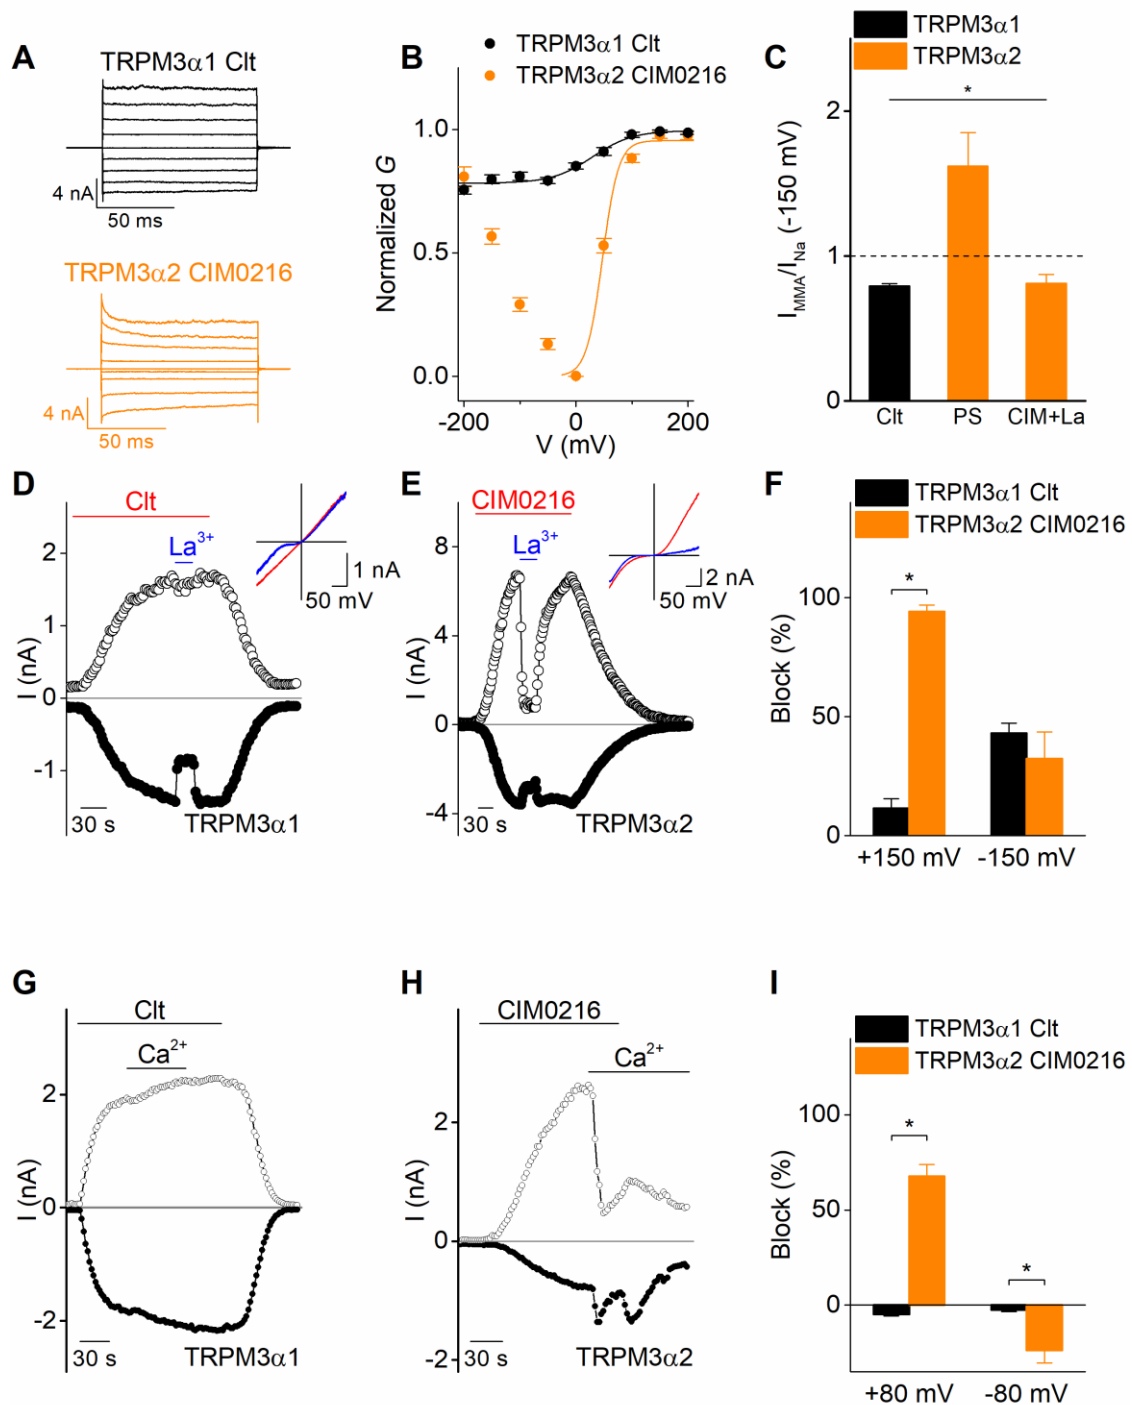 A
TRPM3α1 Clt
4 nA
50 ms
TRPM3α2 CIM0216
4 nA
50 ms
B
TRPM3α1 Clt
TRPM3α2 CIM0216
Normalized G
1.0
0.5
0.0
-200
0
200
V (mV)
C
TRPM3α1
TRPM3α2
*
I_MMA/I_Na (-150 mV)
2
1
0
Clt
PS
CIM+La
D
Clt
La³⁺
1 nA
50 mV
I (nA)
2
1
0
-1
30 s
TRPM3α1
E
CIM0216
La³⁺
2 nA
50 mV
I (nA)
8
4
0
-4
30 s
TRPM3α2
F
TRPM3α1 Clt
TRPM3α2 CIM0216
*
Block (%)
100
50
0
+150 mV
-150 mV
G
Clt
Ca²⁺
I (nA)
2
0
-2
30 s
TRPM3α1
H
CIM0216
Ca²⁺
I (nA)
2
0
-2
30 s
TRPM3α2
I
TRPM3α1 Clt
TRPM3α2 CIM0216
*
*
Block (%)
100
50
0
+80 mV
-80 mV